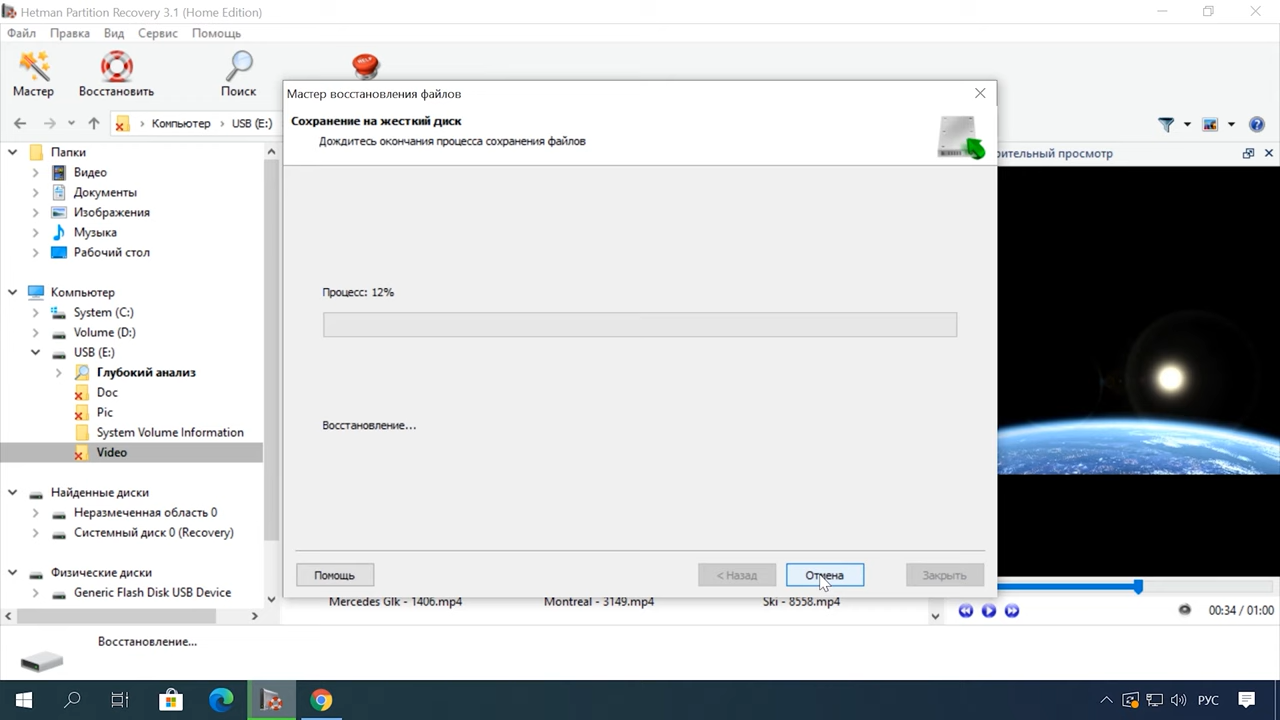 Hetman Partition Recovery 3.1 (Home Edition)
Файл Правка Вид Сервис Помощь
HELP
Мастер Восстановить Поиск
Компьютер USB (E:)
Мастер восстановления файлов
Сохранение на жесткий диск
Дождитесь окончания процесса сохранения файлов
Процесс: 12%
Восстановление...
Помощь < Назад Отмена Закрыть
Папки
Видео
Документы
Изображения
Музыка
Рабочий стол
Компьютер
System (C:)
Volume (D:)
USB (E:)
Глубокий анализ
Doc
Pic
System Volume Information
Video
Найденные диски
Неразмеченная область 0
Системный диск 0 (Recovery)
Физические диски
Generic Flash Disk USB Device
рительный просмотр
Mercedes Glk - 1406.mp4 Montreal - 3149.mp4 Ski - 8558.mp4
00:34 / 01:00
Восстановление...
РУС